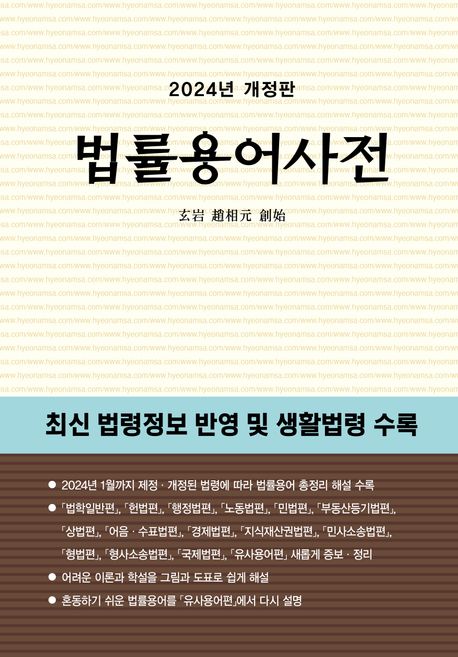 2024년 개정판
법률용어사전
玄岩 趙相元 創始
최신 법령정보 반영 및 생활법령 수록
● 2024년 1월까지 제정·개정된 법령에 따라 법률용어 총정리 해설 수록
● 「법학일반편」, 「헌법편」, 「행정법편」, 「노동법편」, 「민법편」, 「부동산등기법편」,
「상법편」, 「어음·수표법편」, 「경제법편」, 「지식재산권법편」, 「민사소송법편」,
「형법편」, 「형사소송법편」, 「국제법편」, 「유사용어편」 새롭게 증보·정리
● 어려운 이론과 학설을 그림과 도표로 쉽게 해설
● 혼동하기 쉬운 법률용어를 「유사용어편」에서 다시 설명